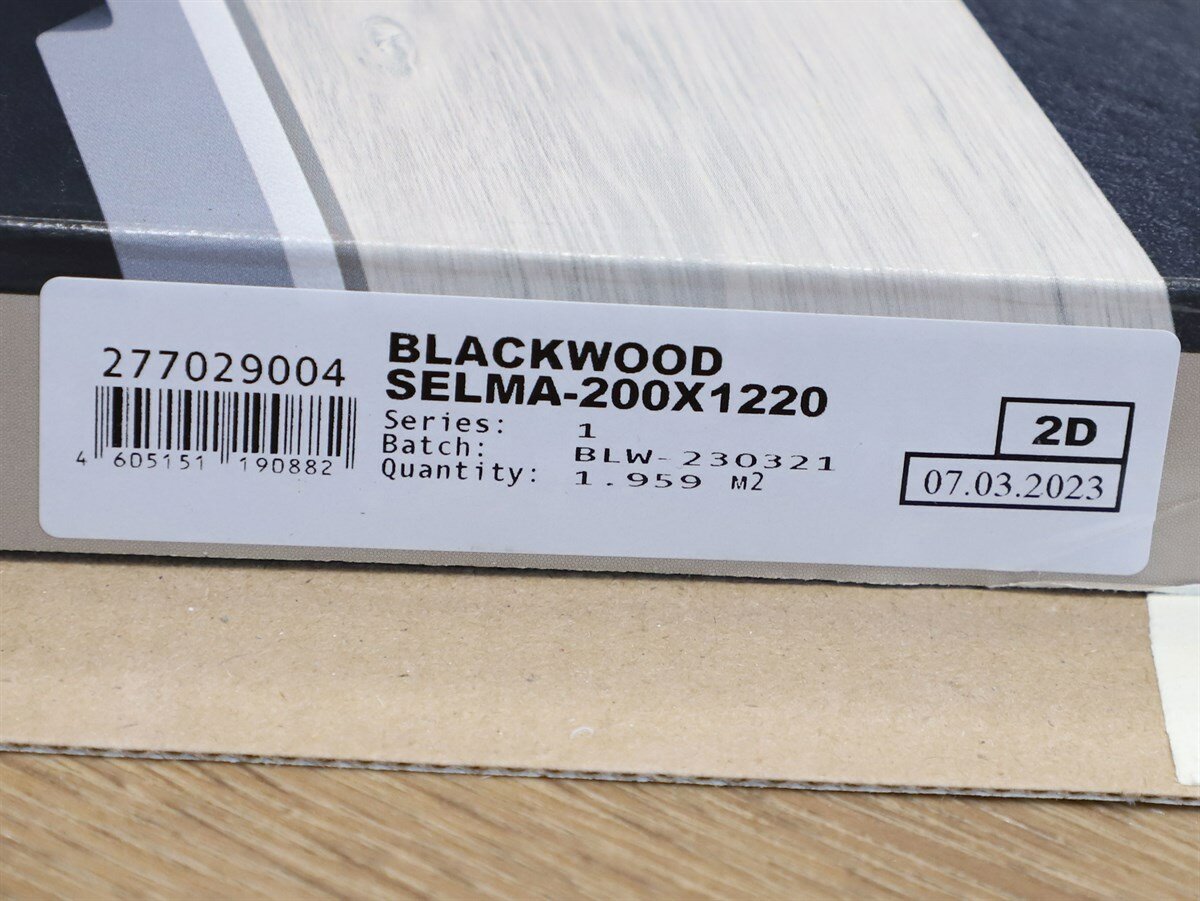 277029004
4 605151 190882
BLACKWOOD
SELMA-200X1220
Series: 1
Batch: BLW-230321
Quantity: 1.959 M2
2D
07.03.2023